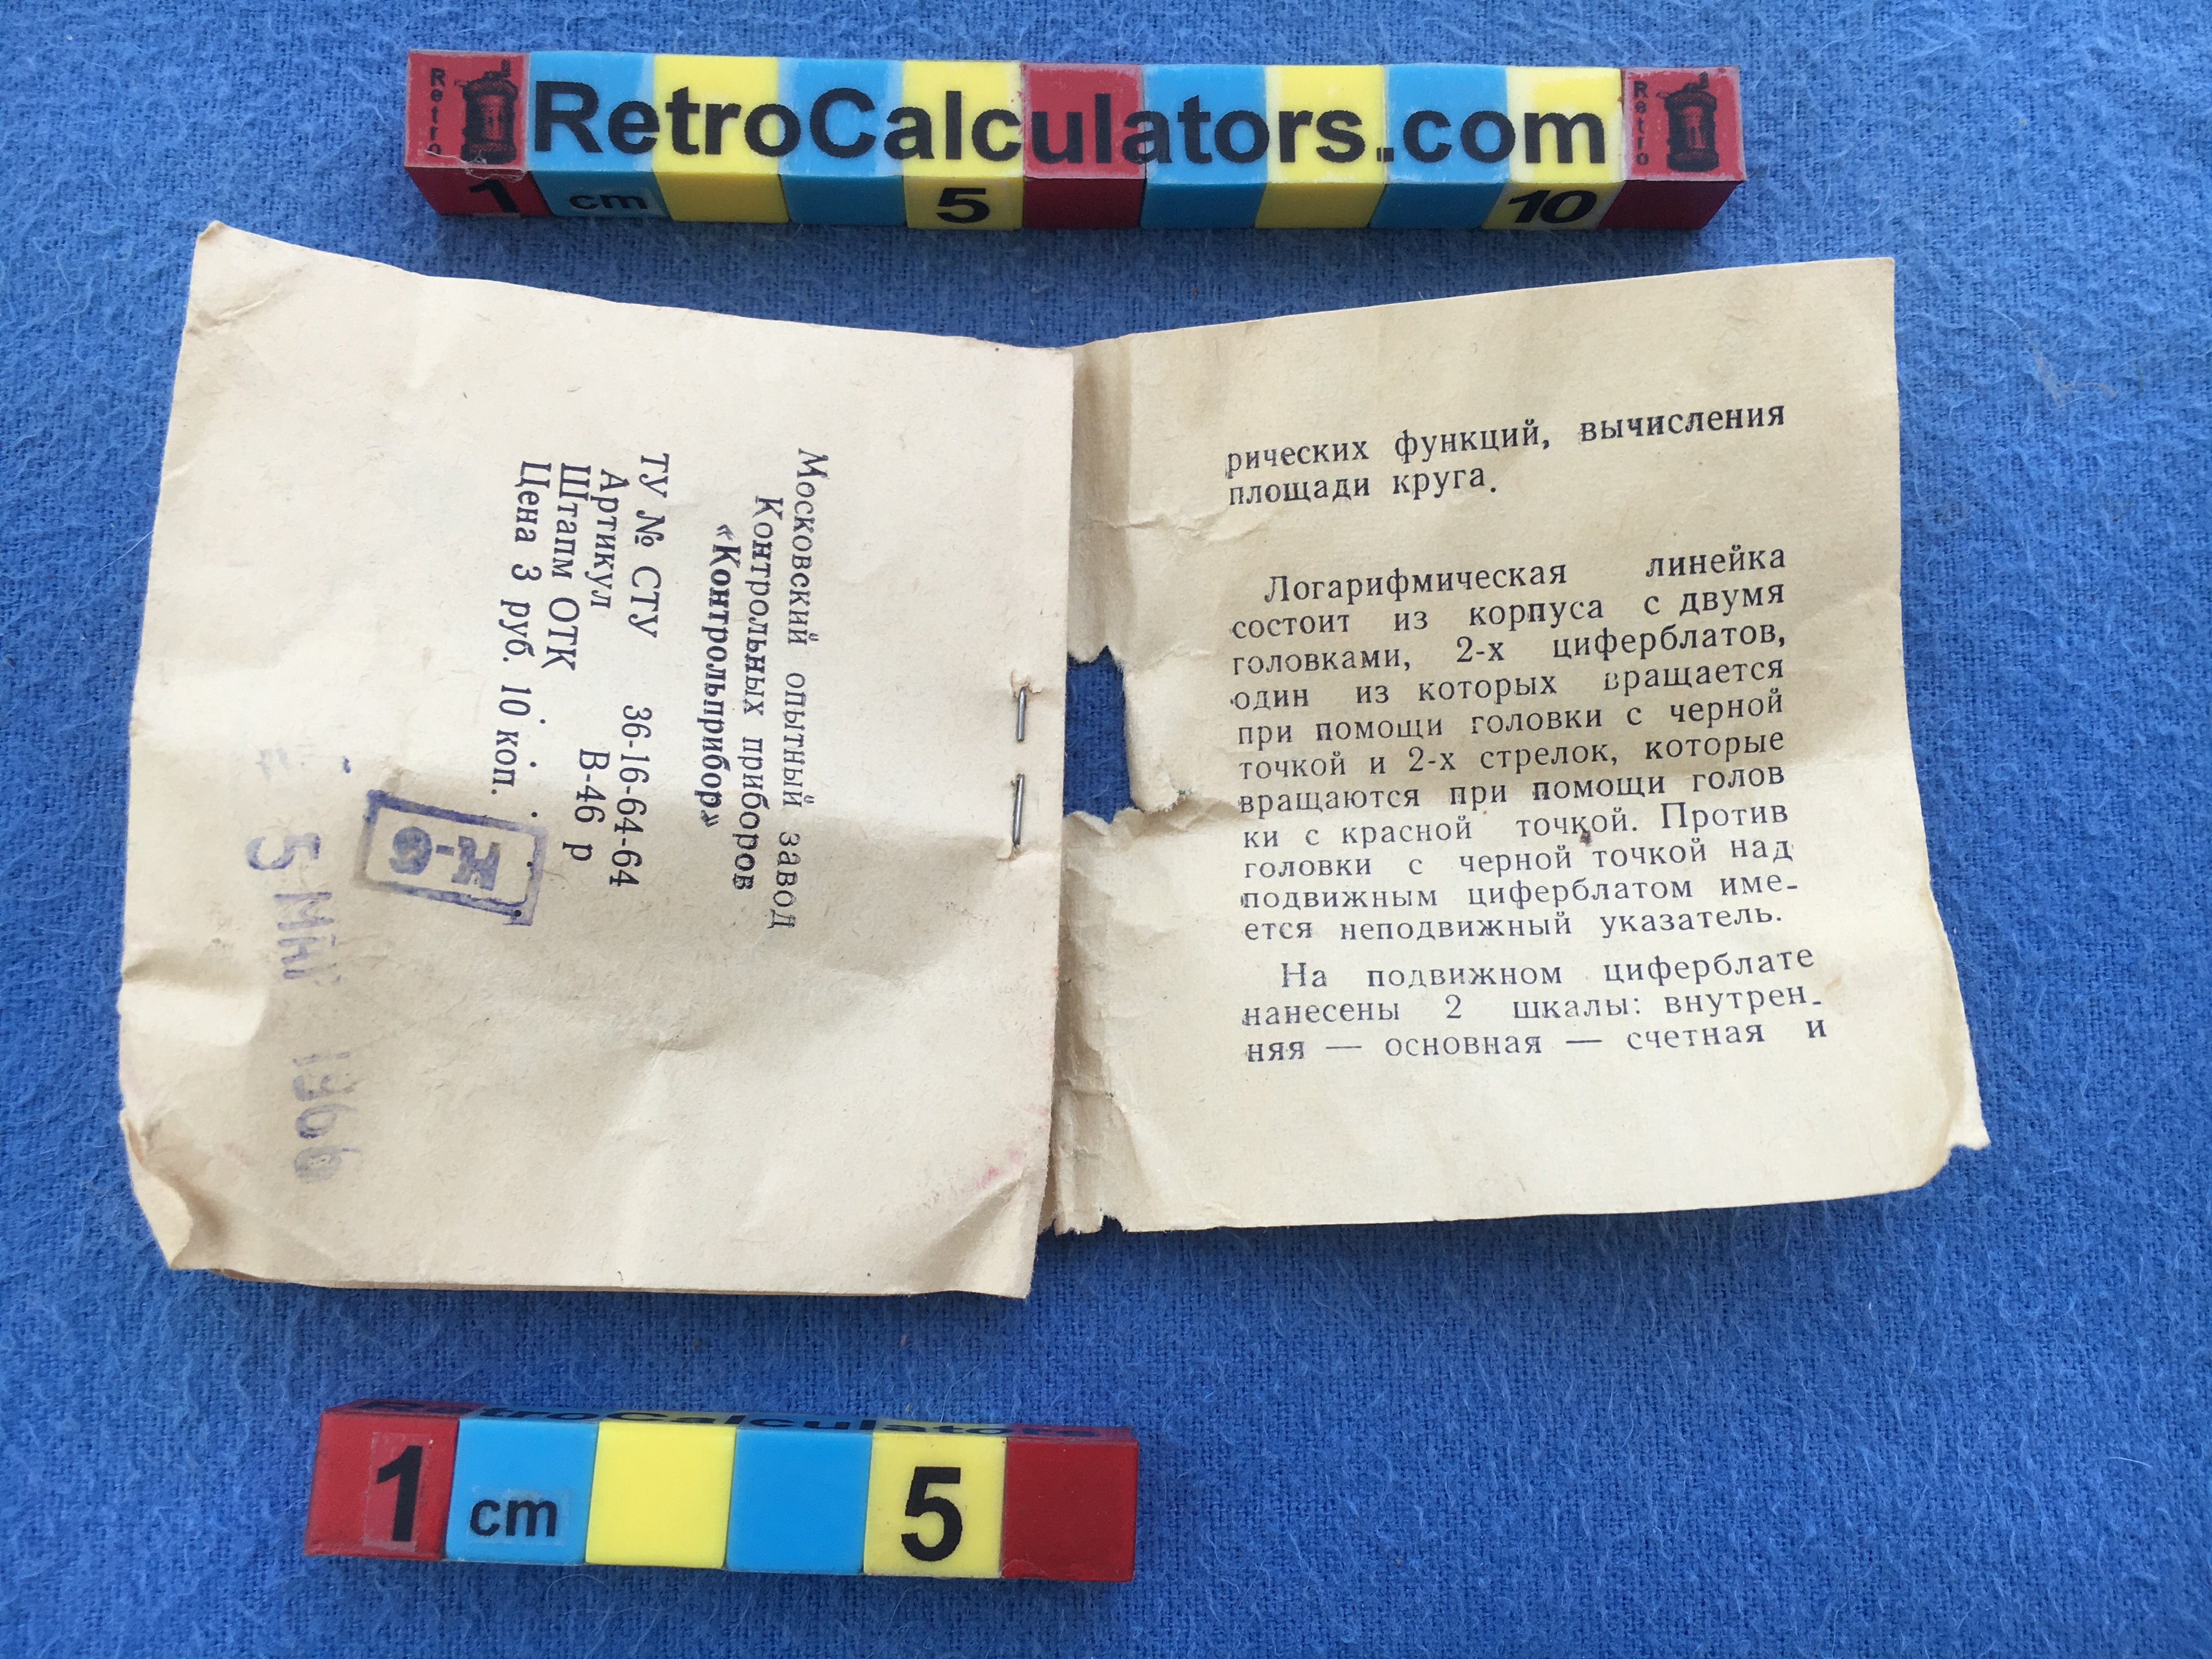 Retro
RetroCalculators.com
Retro
1 cm 5 10
Московский опытный завод
Контрольных приборов
«Контрольприбор»
ТУ № СТУ 36-16-64-64
Артикул В-46 р
Штапм ОТК
Цена 3 руб. 10 коп.
К-6
5 1966
рических функций, вычисления
площади круга.
Логарифмическая линейка
состоит из корпуса с двумя
головками, 2-х циферблатов,
один из которых вращается
при помощи головки с черной
точкой и 2-х стрелок, которые
вращаются при помощи голов
ки с красной точкой. Против
головки с черной точкой над
подвижным циферблатом име-
ется неподвижный указатель.
На подвижном циферблате
нанесены 2 шкалы: внутрен-
няя — основная — счетная и
RetroCalculators
1 cm 5